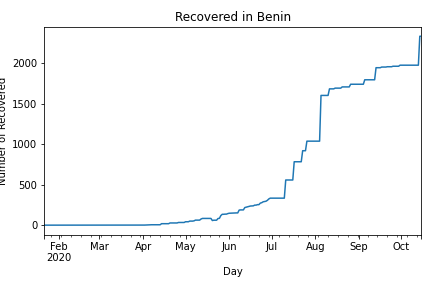 Recovered in Benin
Number of Recovered
2000
1500
1000
500
0
Feb
2020
Mar
Apr
May
Jun
Jul
Aug
Sep
Oct
Day